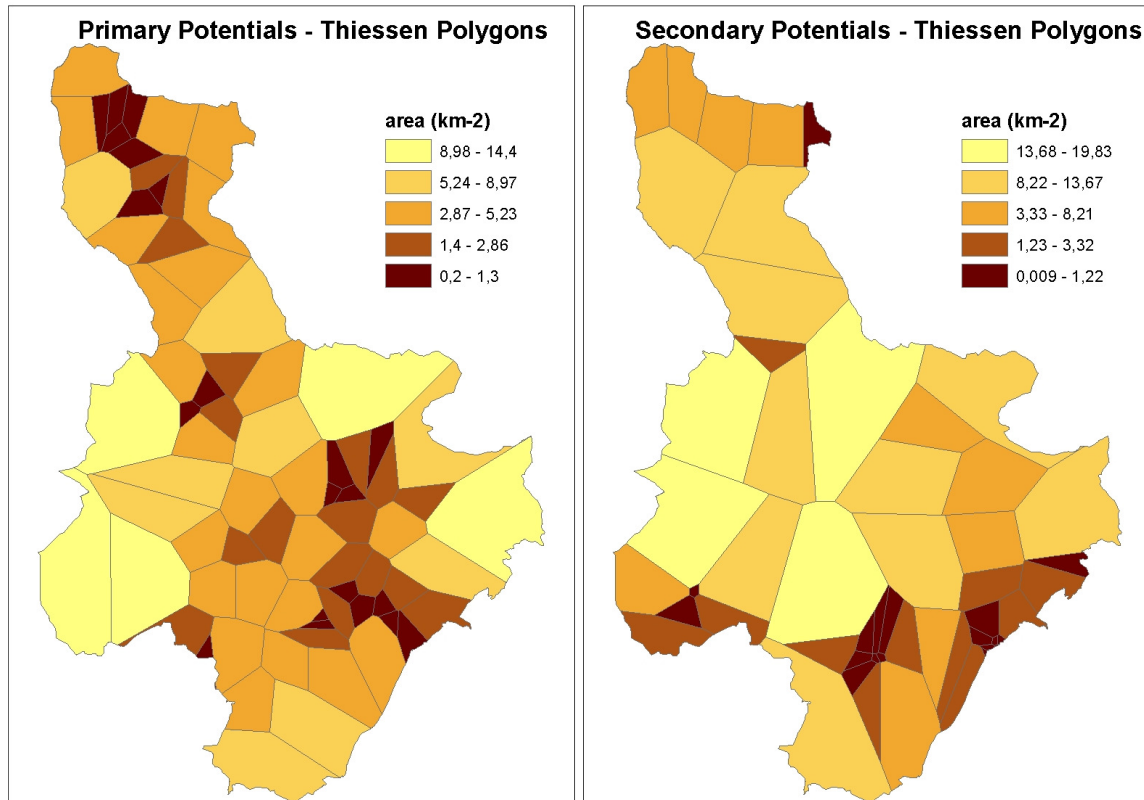 Primary Potentials - Thiessen Polygons
area (km-2)
8,98 - 14,4
5,24 - 8,97
2,87 - 5,23
1,4 - 2,86
0,2 - 1,3
Secondary Potentials - Thiessen Polygons
area (km-2)
13,68 - 19,83
8,22 - 13,67
3,33 - 8,21
1,23 - 3,32
0,009 - 1,22